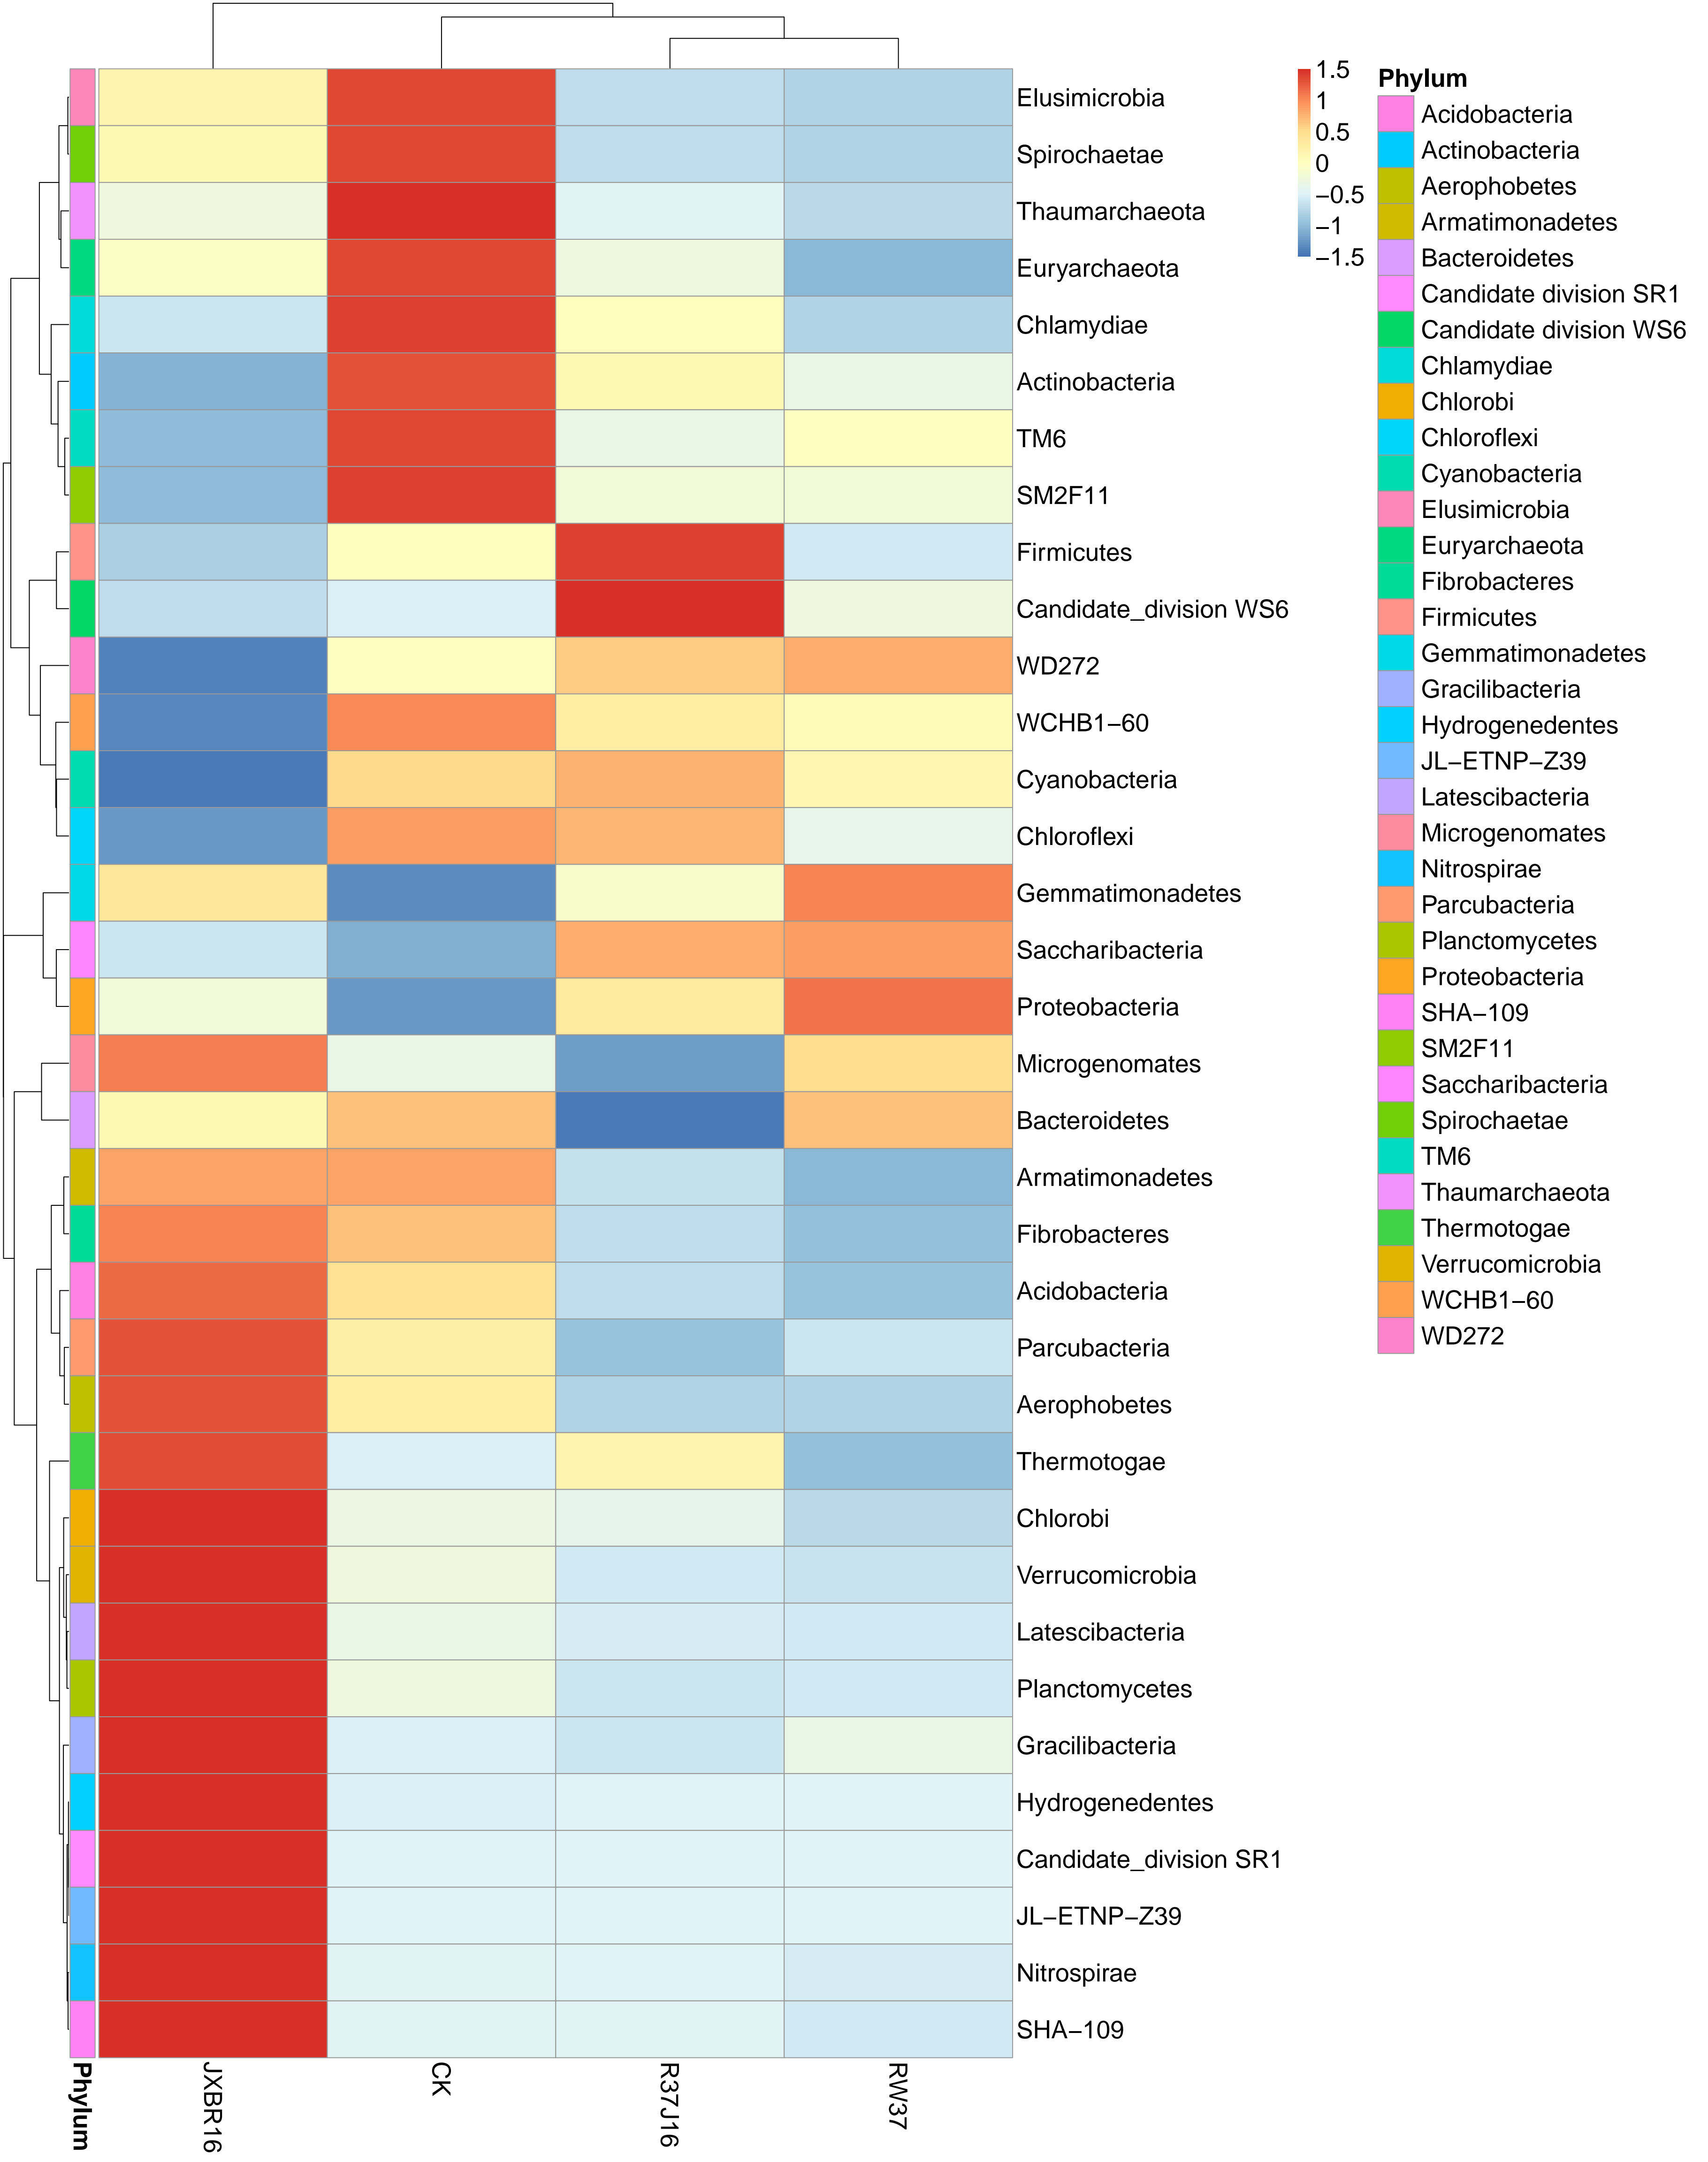 Elusimicrobia
Spirochaetae
Thaumarchaeota
Euryarchaeota
Chlamydiae
Actinobacteria
TM6
SM2F11
Firmicutes
Candidate_division WS6
WD272
WCHB1−60
Cyanobacteria
Chloroflexi
Gemmatimonadetes
Saccharibacteria
Proteobacteria
Microgenomates
Bacteroidetes
Armatimonadetes
Fibrobacteres
Acidobacteria
Parcubacteria
Aerophobetes
Thermotogae
Chlorobi
Verrucomicrobia
Latescibacteria
Planctomycetes
Gracilibacteria
Hydrogenedentes
Candidate_division SR1
JL−ETNP−Z39
Nitrospirae
SHA−109
Phylum
JXBR16
CK
R37J16
RW37
1.5
1
0.5
0
−0.5
−1
−1.5
Phylum
Acidobacteria
Actinobacteria
Aerophobetes
Armatimonadetes
Bacteroidetes
Candidate division SR1
Candidate division WS6
Chlamydiae
Chlorobi
Chloroflexi
Cyanobacteria
Elusimicrobia
Euryarchaeota
Fibrobacteres
Firmicutes
Gemmatimonadetes
Gracilibacteria
Hydrogenedentes
JL−ETNP−Z39
Latescibacteria
Microgenomates
Nitrospirae
Parcubacteria
Planctomycetes
Proteobacteria
SHA−109
SM2F11
Saccharibacteria
Spirochaetae
TM6
Thaumarchaeota
Thermotogae
Verrucomicrobia
WCHB1−60
WD272